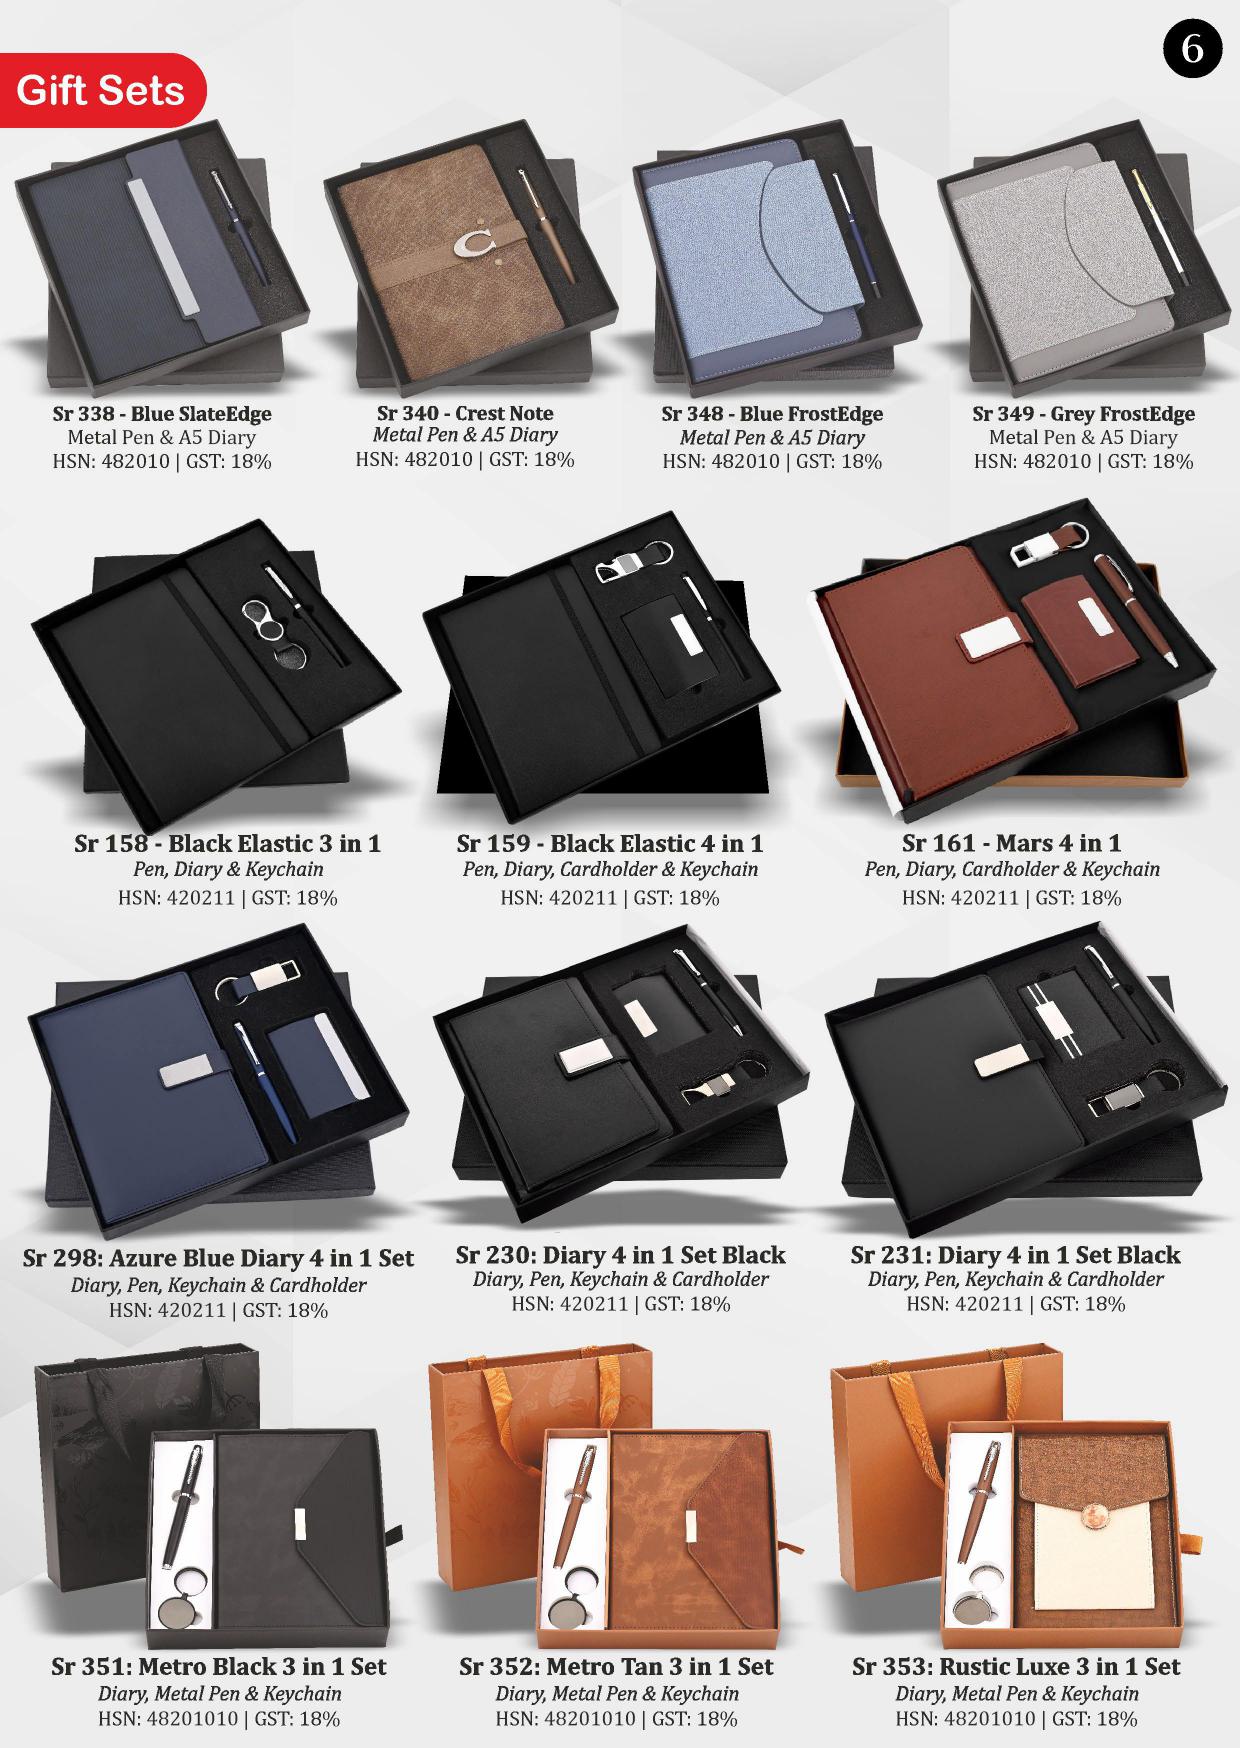 6
Gift Sets
Sr 338 - Blue SlateEdge
Metal Pen & A5 Diary
HSN: 482010 | GST: 18%
Sr 340 - Crest Note
Metal Pen & A5 Diary
HSN: 482010 | GST: 18%
Sr 348 - Blue FrostEdge
Metal Pen & A5 Diary
HSN: 482010 | GST: 18%
Sr 349 - Grey FrostEdge
Metal Pen & A5 Diary
HSN: 482010 | GST: 18%
Sr 158 - Black Elastic 3 in 1
Pen, Diary & Keychain
HSN: 420211 | GST: 18%
Sr 159 - Black Elastic 4 in 1
Pen, Diary, Cardholder & Keychain
HSN: 420211 | GST: 18%
Sr 161 - Mars 4 in 1
Pen, Diary, Cardholder & Keychain
HSN: 420211 | GST: 18%
Sr 298: Azure Blue Diary 4 in 1 Set
Diary, Pen, Keychain & Cardholder
HSN: 420211 | GST: 18%
Sr 230: Diary 4 in 1 Set Black
Diary, Pen, Keychain & Cardholder
HSN: 420211 | GST: 18%
Sr 231: Diary 4 in 1 Set Black
Diary, Pen, Keychain & Cardholder
HSN: 420211 | GST: 18%
Sr 351: Metro Black 3 in 1 Set
Diary, Metal Pen & Keychain
HSN: 48201010 | GST: 18%
Sr 352: Metro Tan 3 in 1 Set
Diary, Metal Pen & Keychain
HSN: 48201010 | GST: 18%
Sr 353: Rustic Luxe 3 in 1 Set
Diary, Metal Pen & Keychain
HSN: 48201010 | GST: 18%